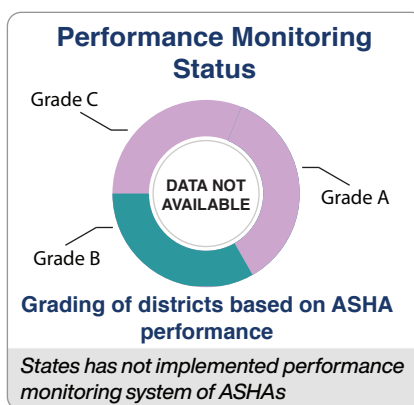 Performance Monitoring
Status
Grade C
Grade A
DATA NOT
AVAILABLE
Grade B
Grading of districts based on ASHA
performance
States has not implemented performance
monitoring system of ASHAs